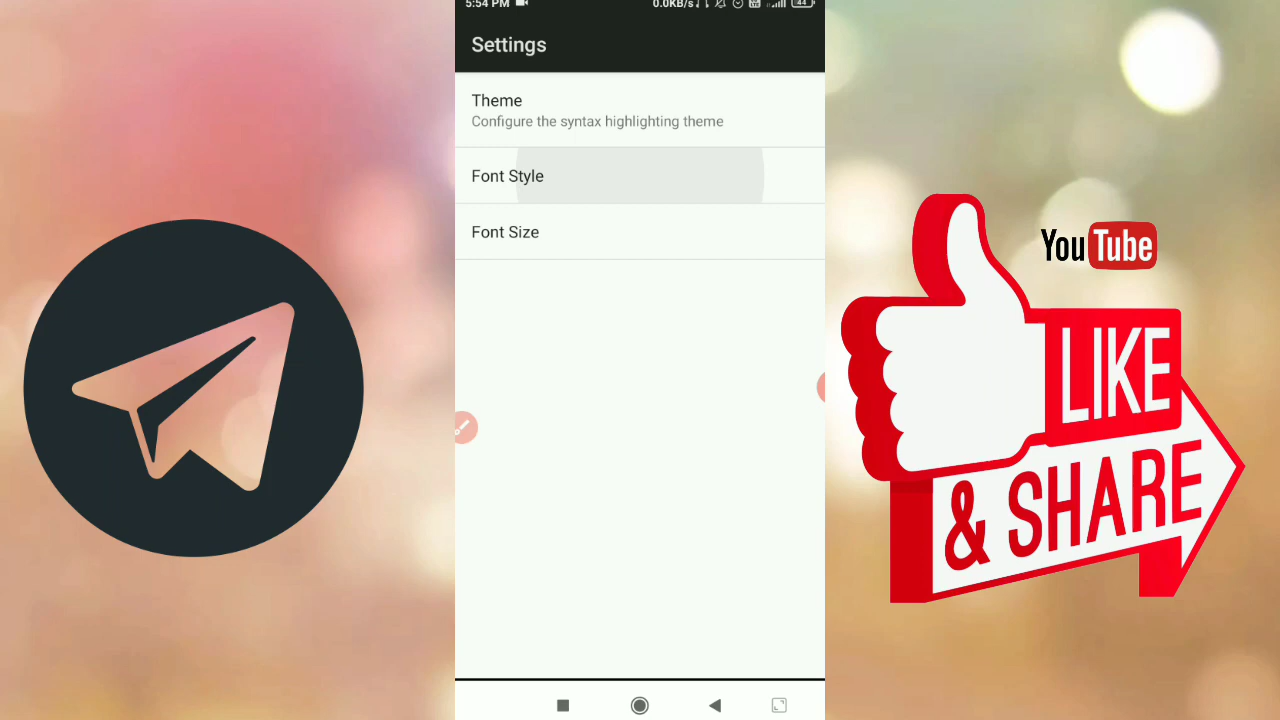 5:54 PM
0.0KB/s
44
Settings
Theme
Configure the syntax highlighting theme
Font Style
Font Size
YouTube
LIKE
& SHARE